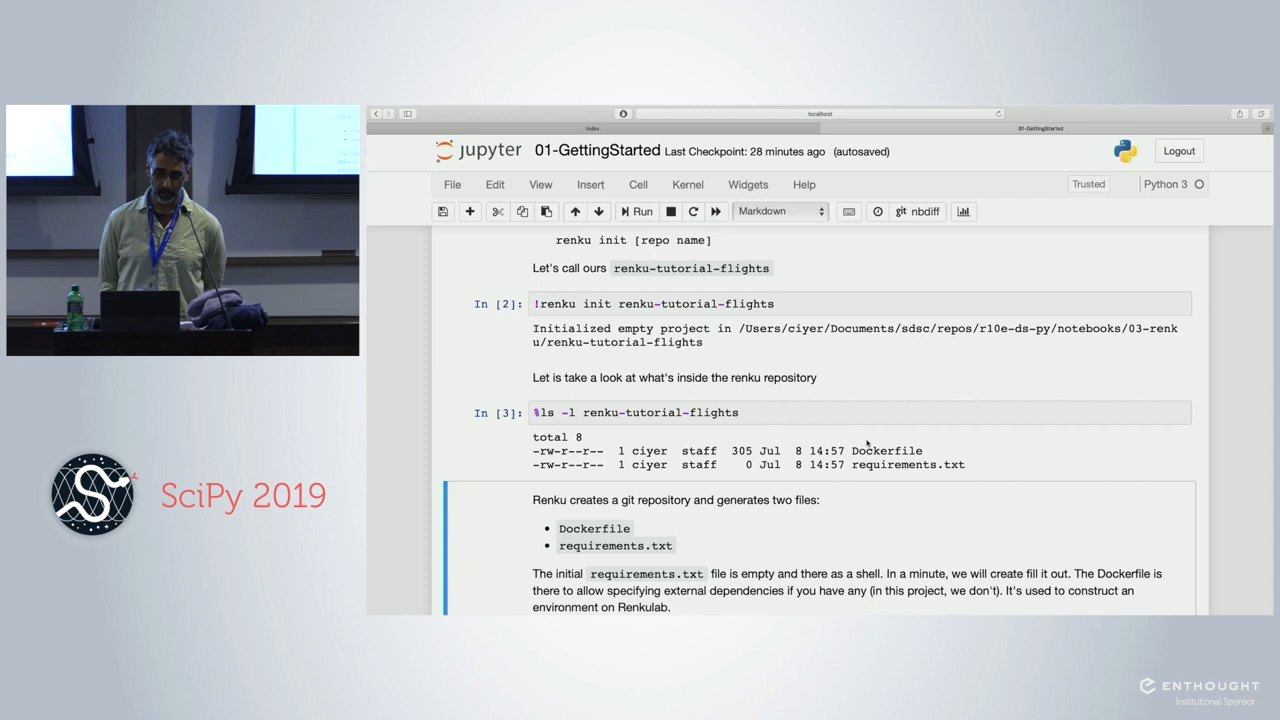 localhost
Index
01-GettingStarted
jupyter 01-GettingStarted Last Checkpoint: 28 minutes ago (autosaved)
Logout
File Edit View Insert Cell Kernel Widgets Help
Trusted
Python 3
Run
Markdown
git nbdiff
renku init [repo name]
Let's call ours renku-tutorial-flights
In [2]: !renku init renku-tutorial-flights
Initialized empty project in /Users/ciyer/Documents/sdsc/repos/r10e-ds-py/notebooks/03-renk
u/renku-tutorial-flights
Let is take a look at what's inside the renku repository
In [3]: %ls -l renku-tutorial-flights
total 8
-rw-r--r-- 1 ciyer staff 305 Jul 8 14:57 Dockerfile
-rw-r--r-- 1 ciyer staff 0 Jul 8 14:57 requirements.txt
Renku creates a git repository and generates two files:
• Dockerfile
• requirements.txt
The initial requirements.txt file is empty and there as a shell. In a minute, we will create fill it out. The Dockerfile is
there to allow specifying external dependencies if you have any (in this project, we don't). It's used to construct an
environment on Renkulab.
SciPy 2019
ENTHOUGHT
Institutional Sponsor